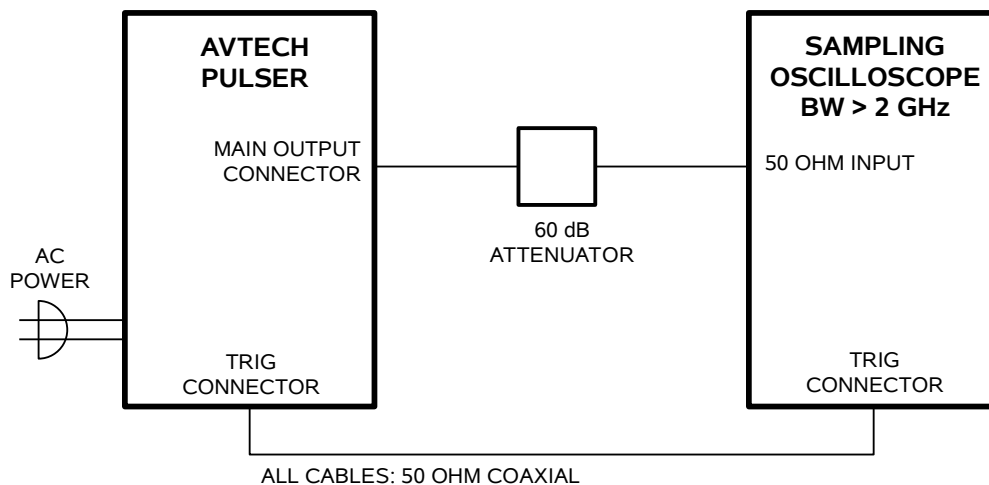 AVTECH
PULSER
MAIN OUTPUT
CONNECTOR
AC
POWER
TRIG
CONNECTOR
60 dB
ATTENUATOR
SAMPLING
OSCILLOSCOPE
BW > 2 GHz
50 OHM INPUT
TRIG
CONNECTOR
ALL CABLES: 50 OHM COAXIAL